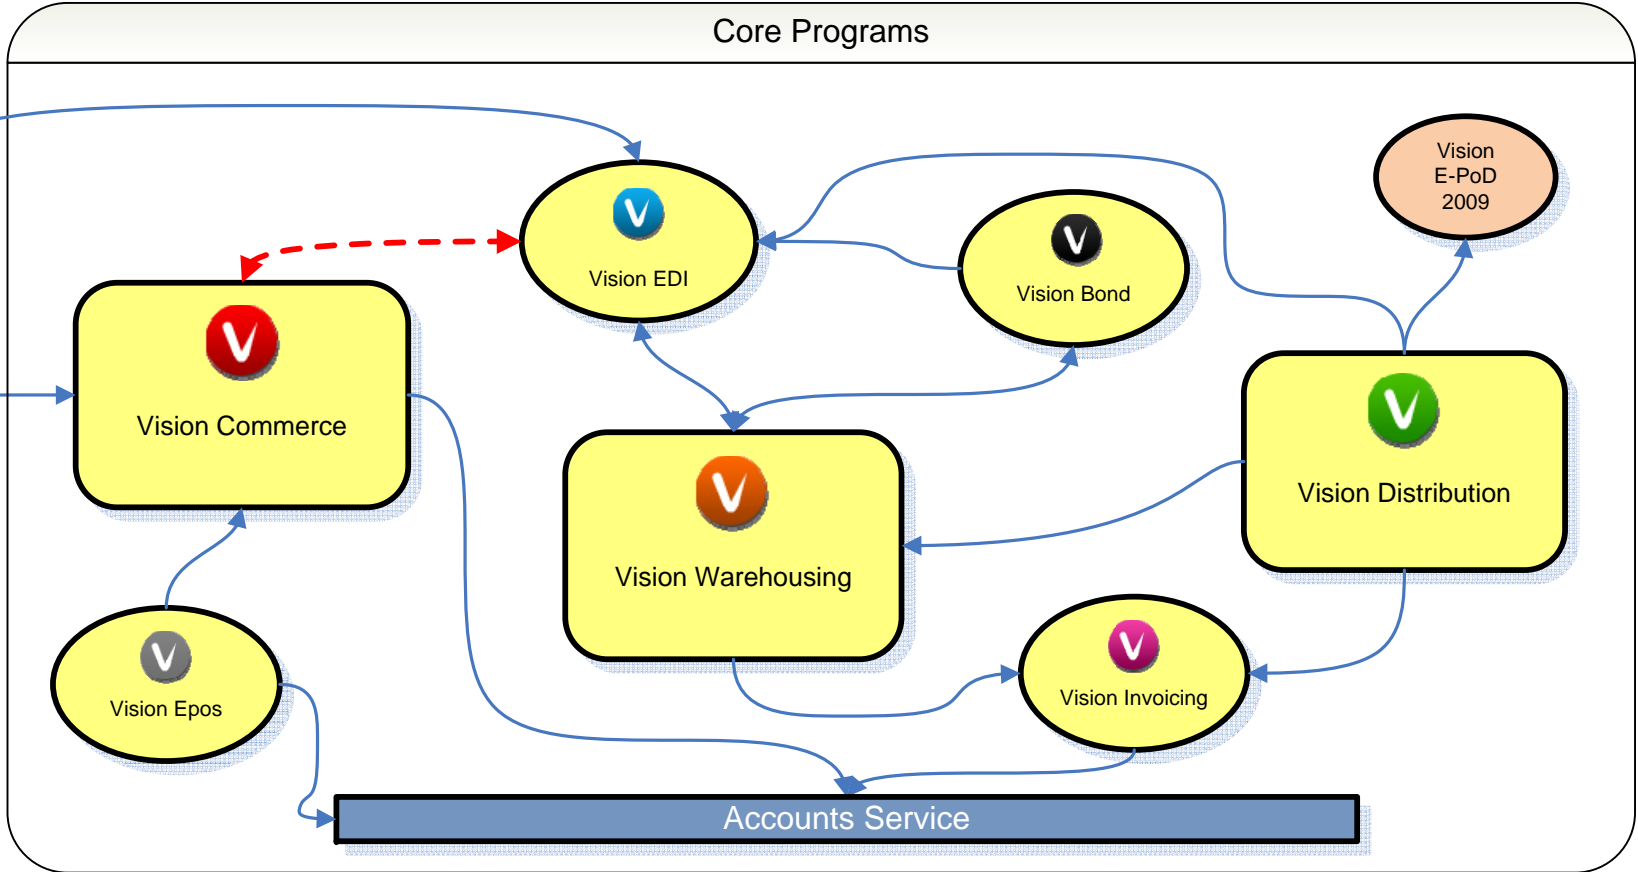 Core Programs
Vision
E-PoD
2009
Vision EDI
Vision Bond
Vision Commerce
Vision Distribution
Vision Warehousing
Vision Epos
Vision Invoicing
Accounts Service